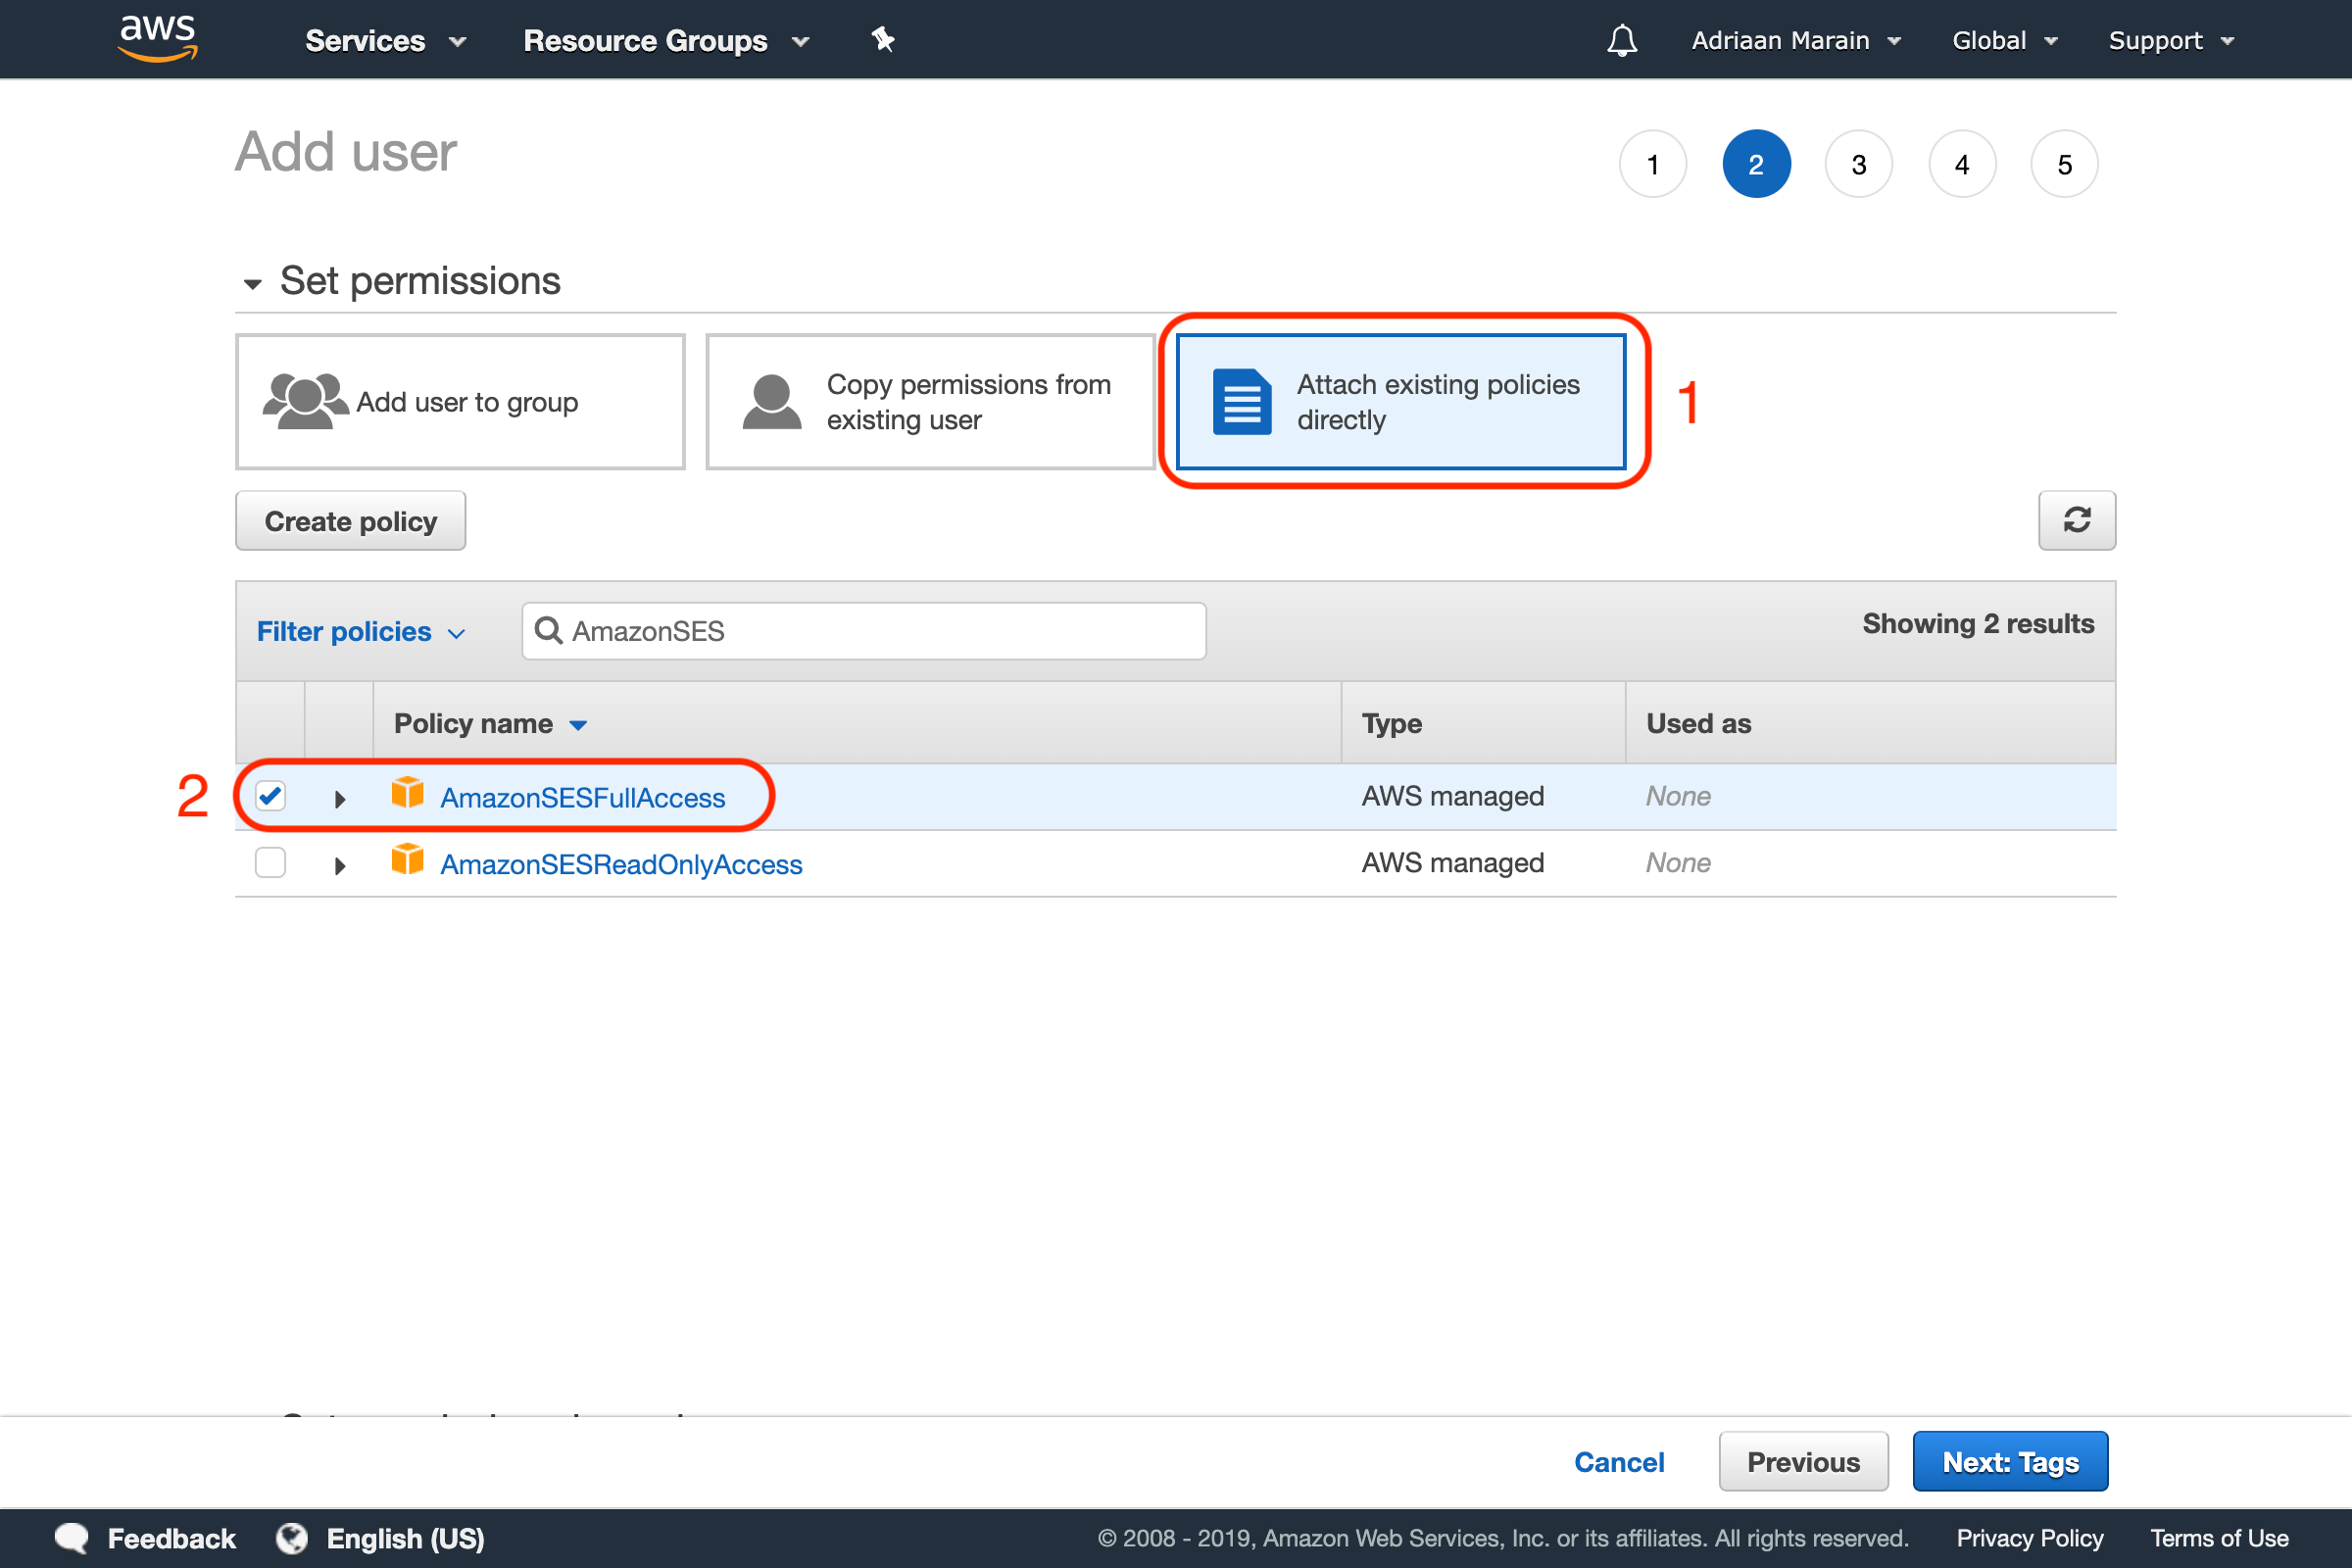 aws Services Resource Groups Adriaan Marain Global Support
Add user
1 2 3 4 5
Set permissions
Add user to group
Copy permissions from
existing user
Attach existing policies
directly
1
Create policy
Filter policies AmazonSES Showing 2 results
Policy name Type Used as
2 AmazonSESFullAccess AWS managed None
AmazonSESReadOnlyAccess AWS managed None
Cancel Previous Next: Tags
Feedback English (US) © 2008 - 2019, Amazon Web Services, Inc. or its affiliates. All rights reserved. Privacy Policy Terms of Use